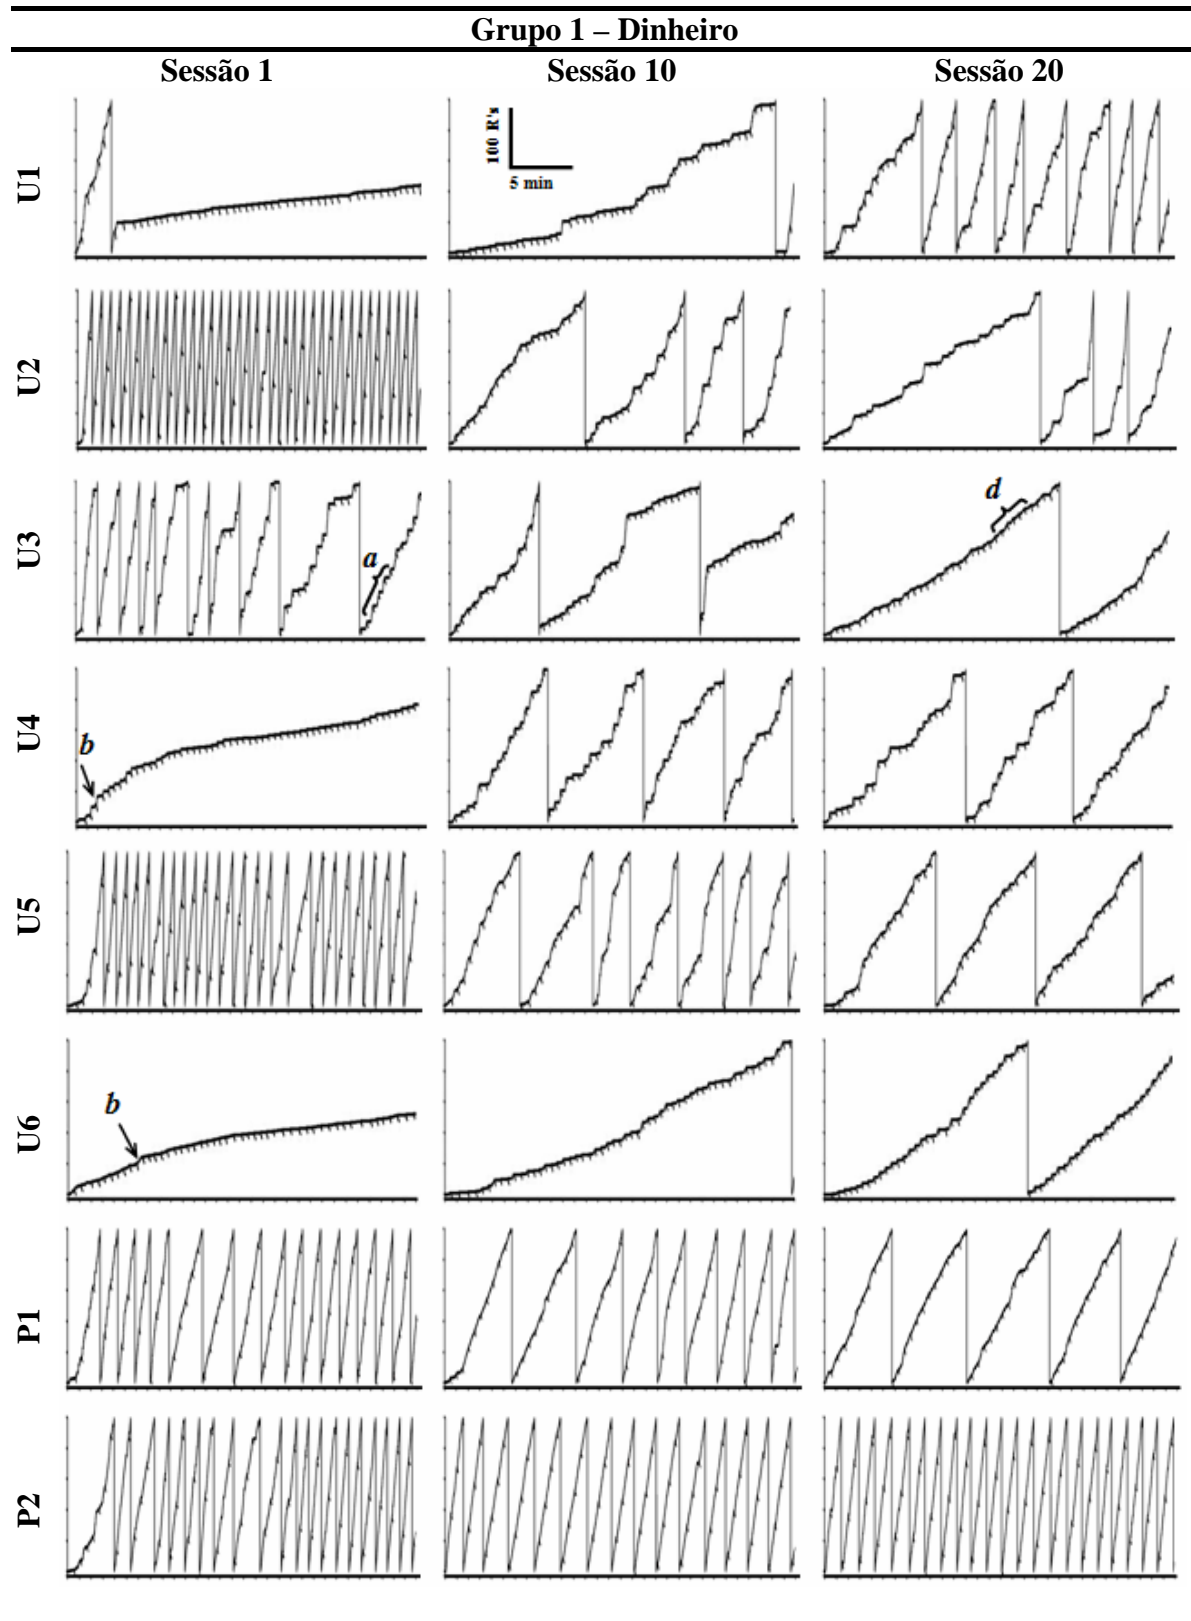 Grupo 1 – Dinheiro
Sessão 1 Sessão 10 Sessão 20
U1
100 R's
5 min
U2
U3
a
d
U4
b
U5
U6
b
P1
P2